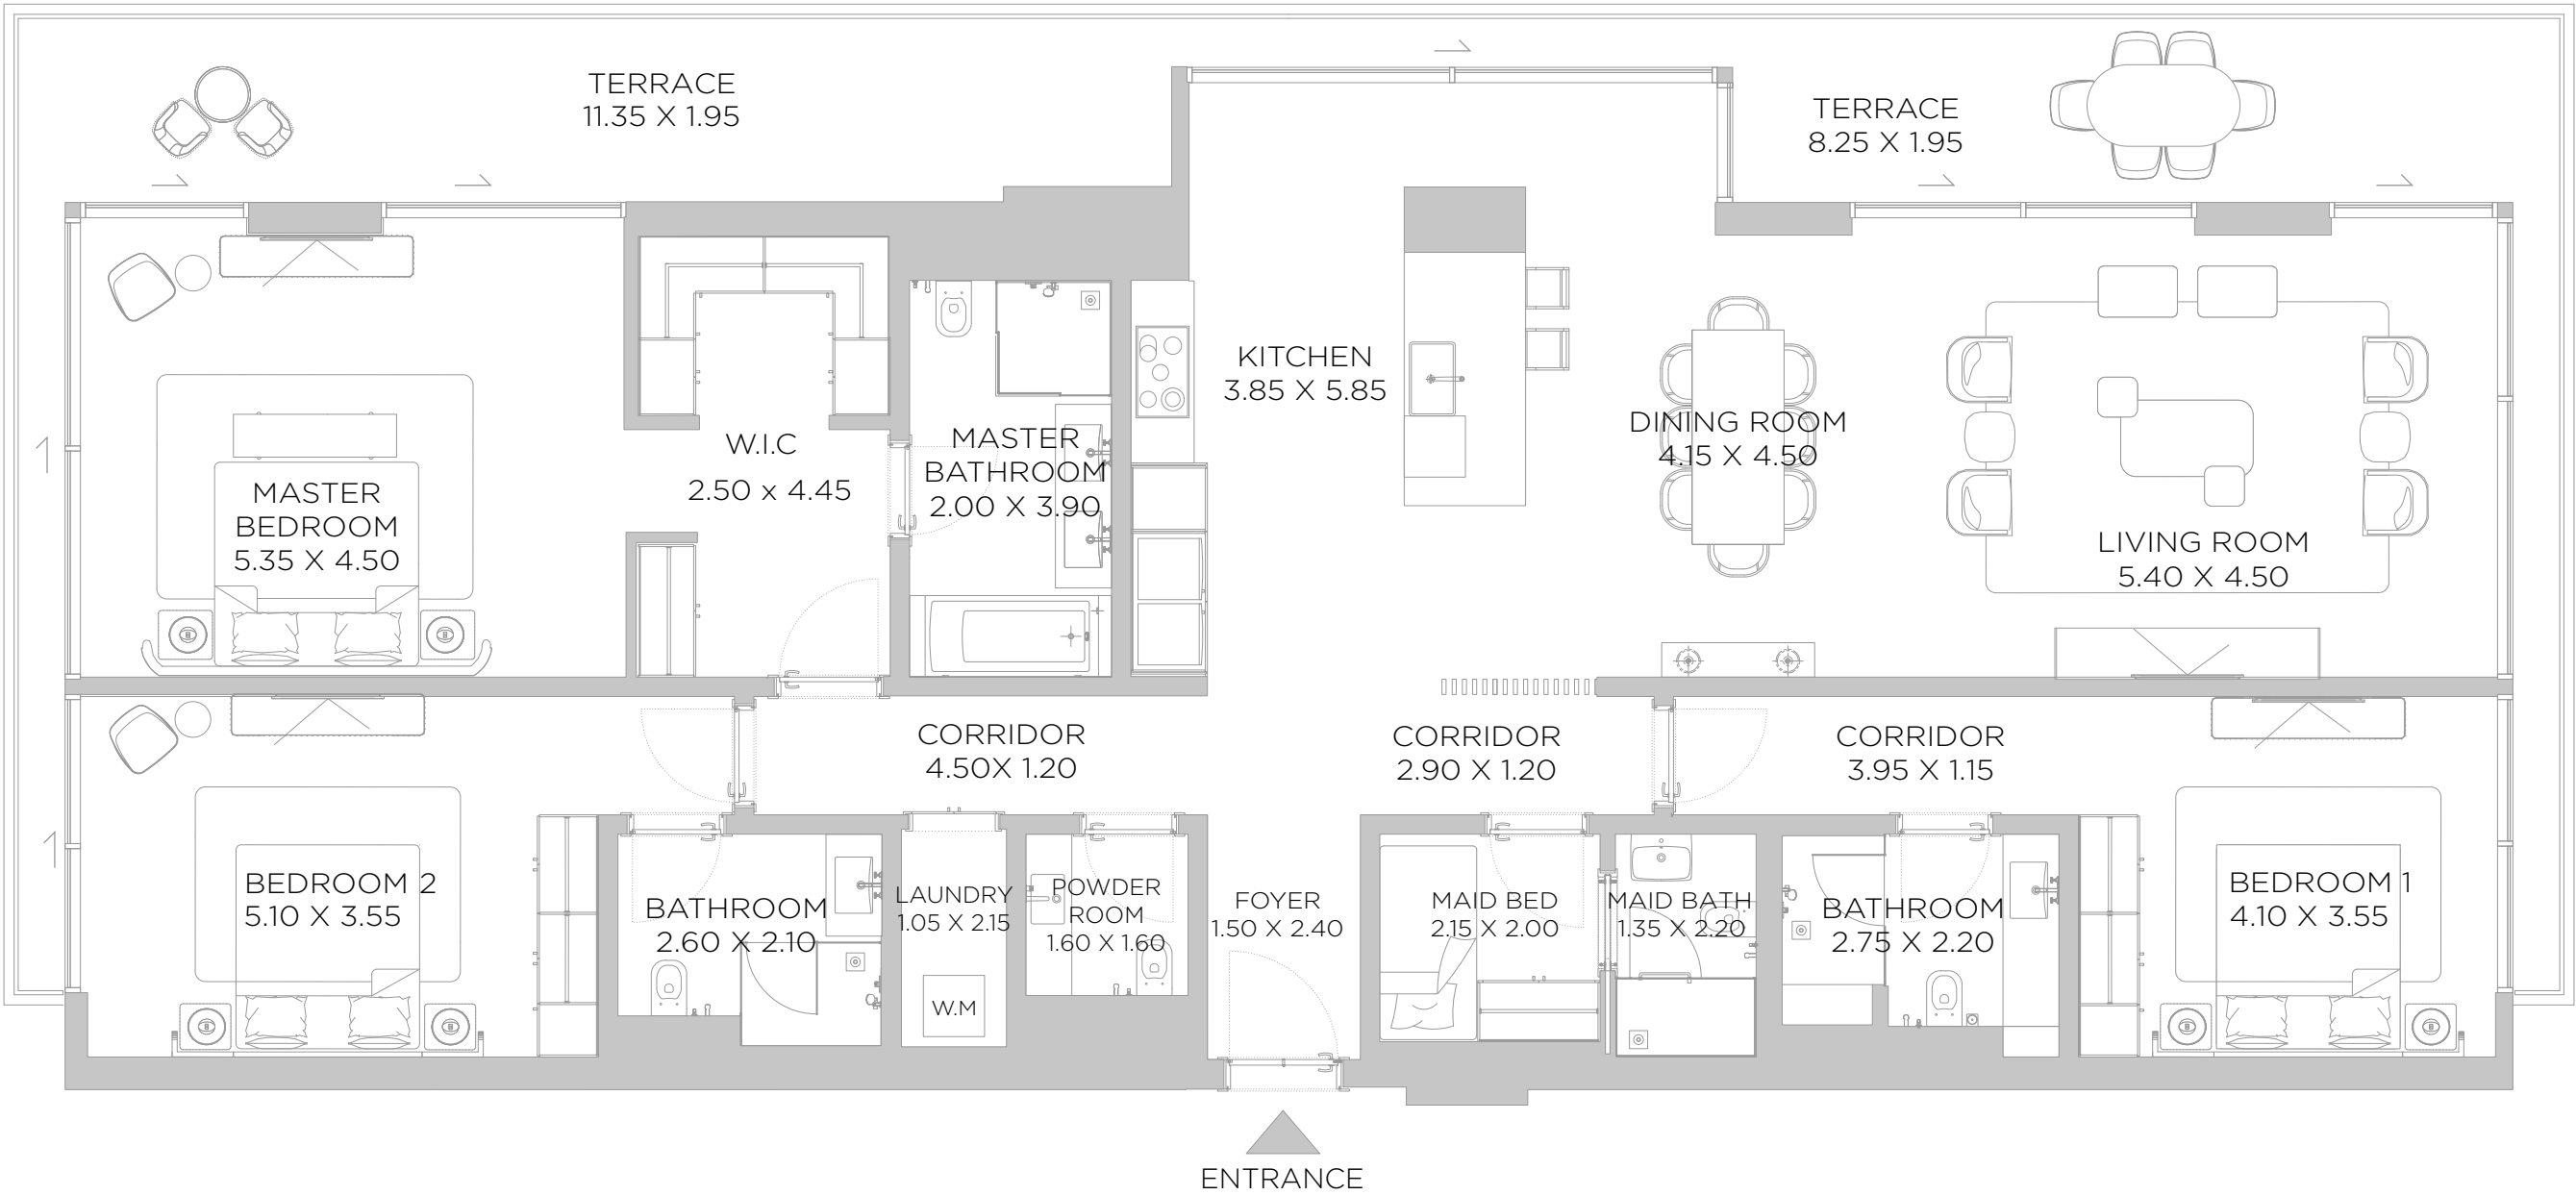 TERRACE
11.35 X 1.95
TERRACE
8.25 X 1.95
KITCHEN
3.85 X 5.85
DINING ROOM
4.15 X 4.50
W.I.C
2.50 x 4.45
MASTER
BATHROOM
2.00 X 3.90
MASTER
BEDROOM
5.35 X 4.50
LIVING ROOM
5.40 X 4.50
CORRIDOR
4.50X 1.20
CORRIDOR
2.90 X 1.20
CORRIDOR
3.95 X 1.15
BEDROOM 2
5.10 X 3.55
BATHROOM
2.60 X 2.10
LAUNDRY
1.05 X 2.15
W.M
POWDER
ROOM
1.60 X 1.60
FOYER
1.50 X 2.40
MAID BED
2.15 X 2.00
MAID BATH
1.35 X 2.20
BATHROOM
2.75 X 2.20
BEDROOM 1
4.10 X 3.55
ENTRANCE